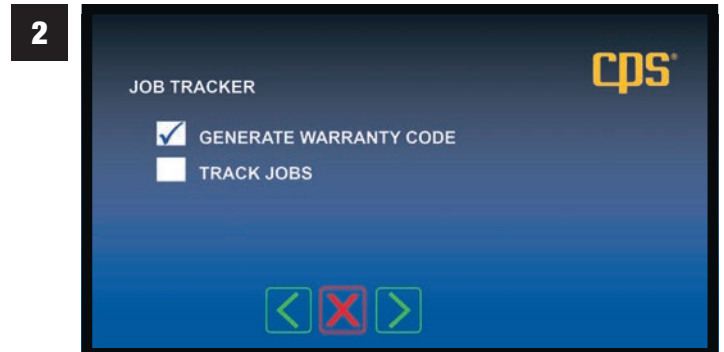 2
cps®
JOB TRACKER
GENERATE WARRANTY CODE
TRACK JOBS